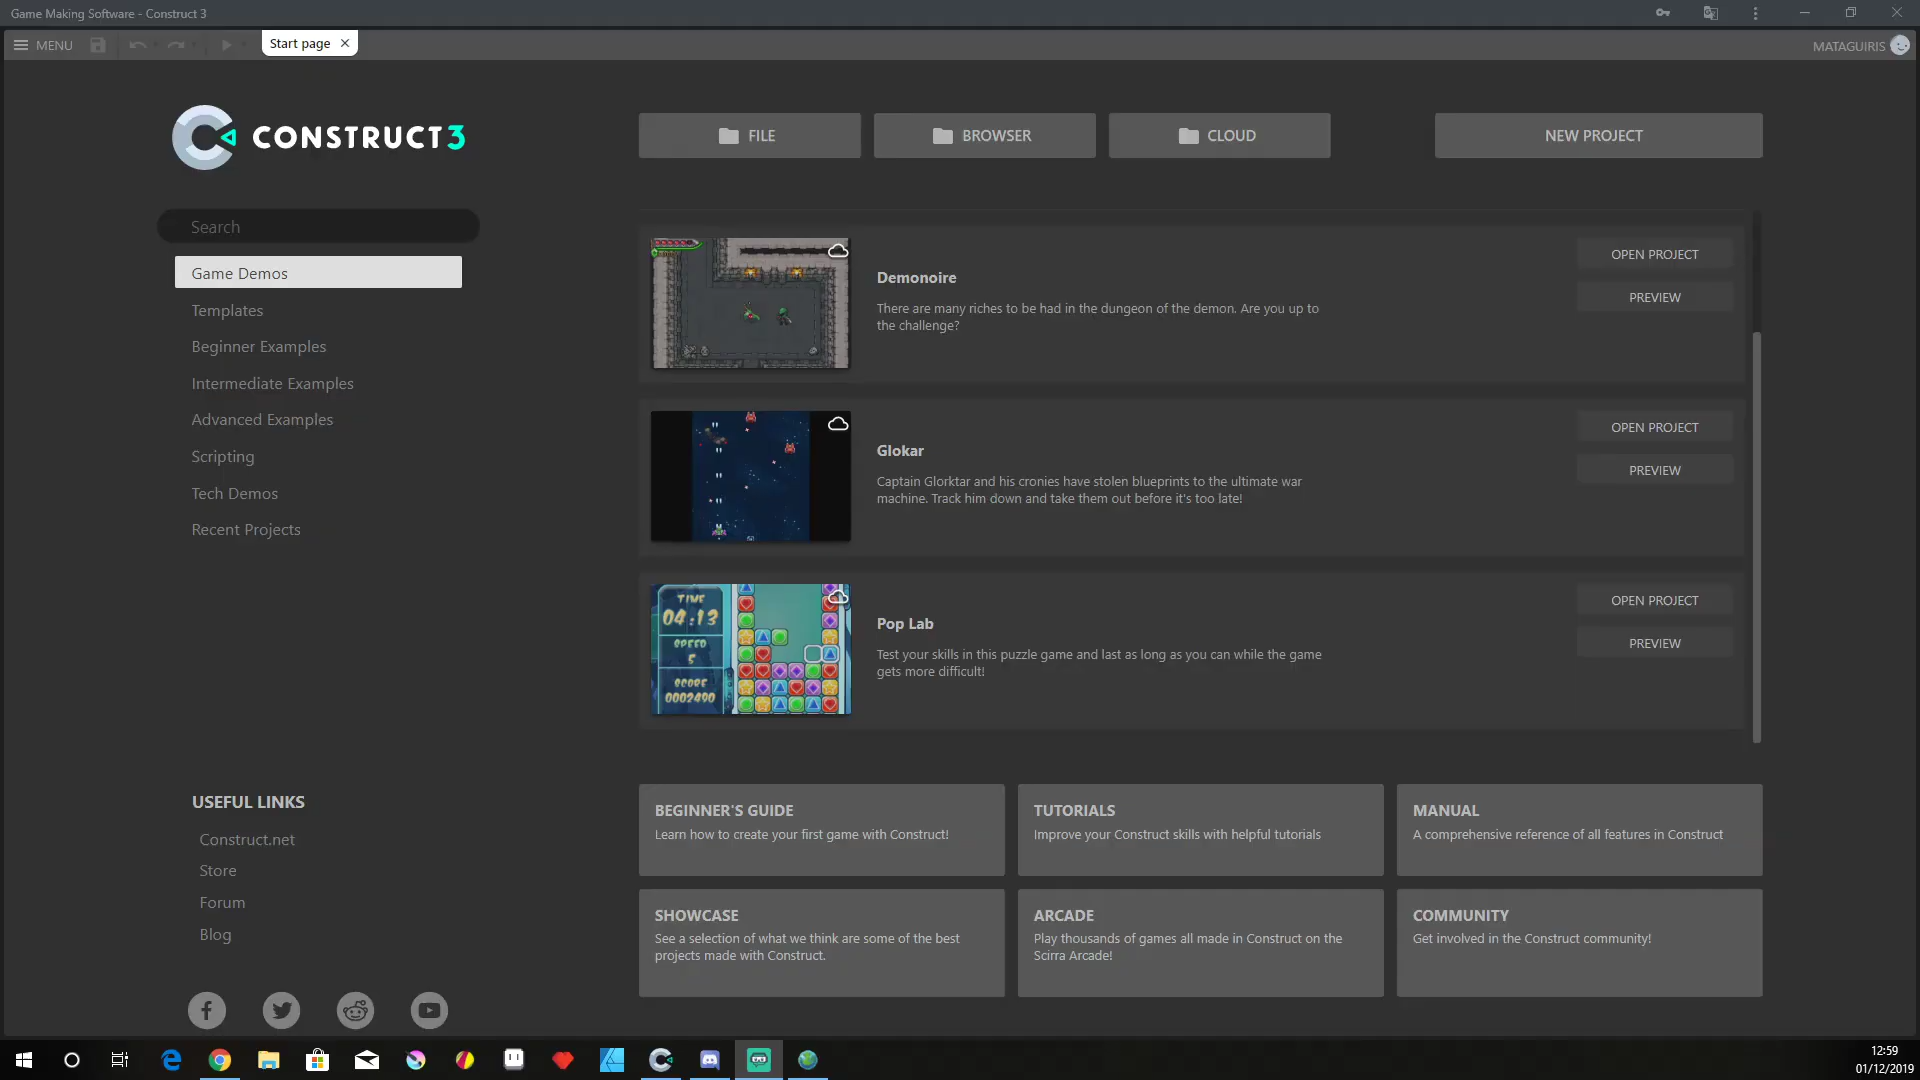 Game Making Software - Construct 3
MENU
Start page
MATAGUIRIS
CONSTRUCT 3
FILE
BROWSER
CLOUD
NEW PROJECT
Search
Game Demos
Templates
Beginner Examples
Intermediate Examples
Advanced Examples
Scripting
Tech Demos
Recent Projects
Demonoire
There are many riches to be had in the dungeon of the demon. Are you up to
the challenge?
OPEN PROJECT
PREVIEW
Glokar
Captain Glorktar and his cronies have stolen blueprints to the ultimate war
machine. Track him down and take them out before it's too late!
OPEN PROJECT
PREVIEW
TIME
04:13
SPEED
5
SCORE
0002490
Pop Lab
Test your skills in this puzzle game and last as long as you can while the game
gets more difficult!
OPEN PROJECT
PREVIEW
USEFUL LINKS
Construct.net
Store
Forum
Blog
BEGINNER'S GUIDE
Learn how to create your first game with Construct!
TUTORIALS
Improve your Construct skills with helpful tutorials
MANUAL
A comprehensive reference of all features in Construct
SHOWCASE
See a selection of what we think are some of the best
projects made with Construct.
ARCADE
Play thousands of games all made in Construct on the
Scirra Arcade!
COMMUNITY
Get involved in the Construct community!
12:59
01/12/2019